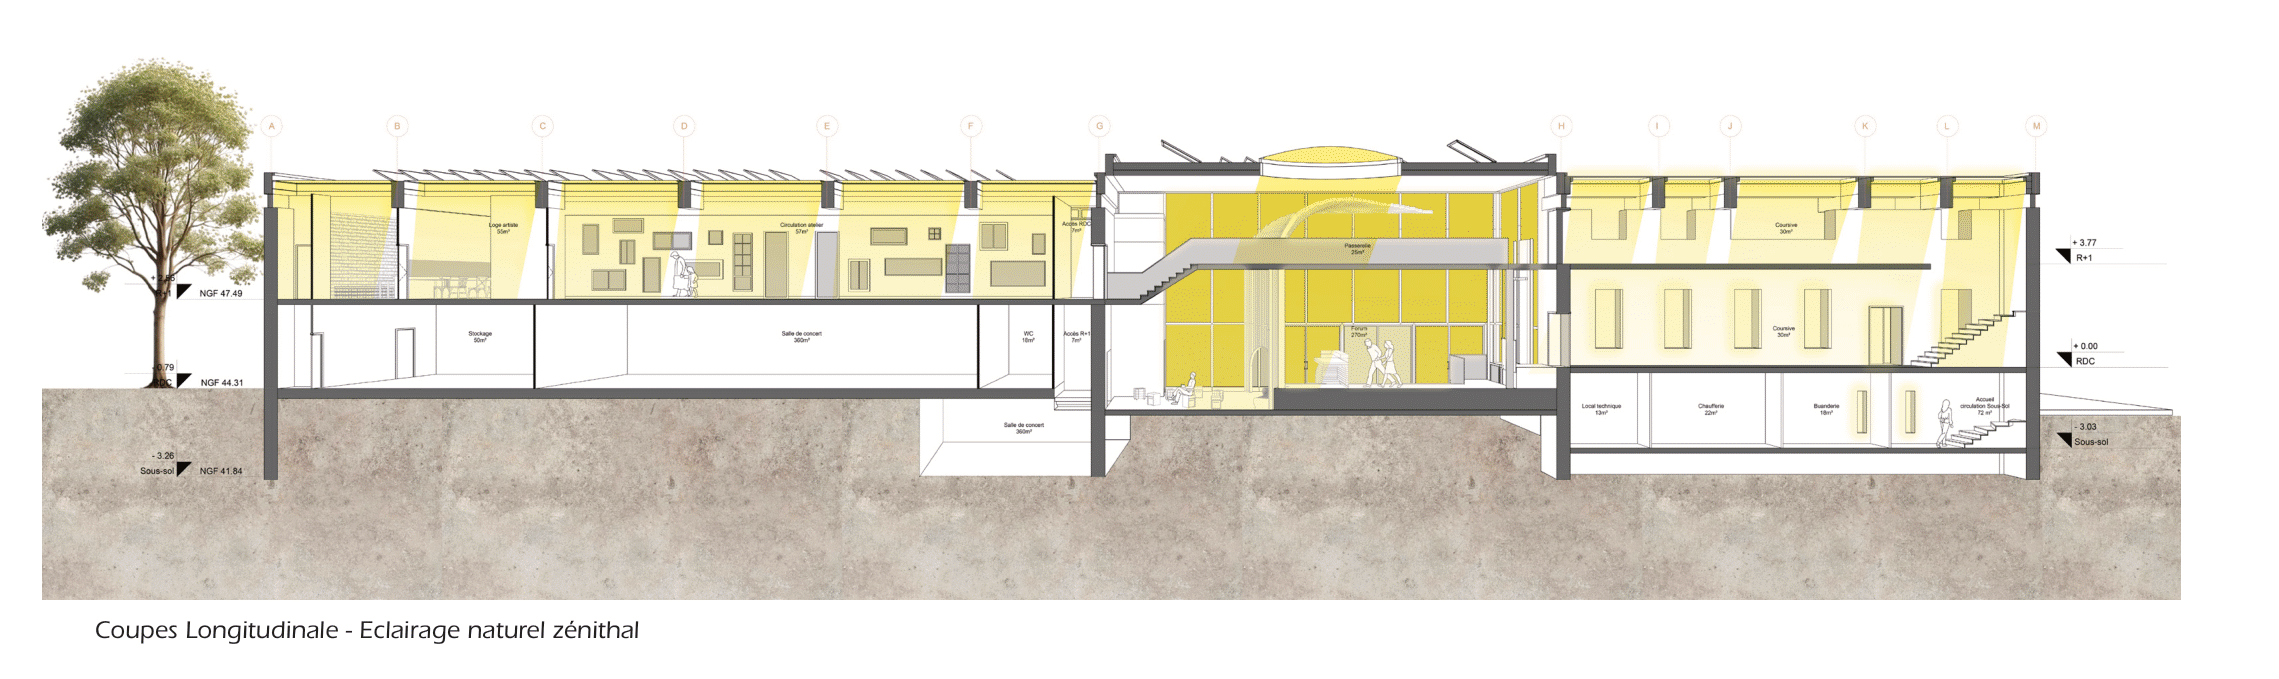 A B C D E F G H I J K L M
Loge artiste
55m²
Circulation atelier
57m²
Accès RDC
7m²
Passerelle
25m²
Coursive
30m²
+ 3.77
R+1
R+1
NGF 47.49
Stockage
50m²
Salle de concert
360m²
WC
18m²
Accès R+1
7m²
Forum
270m²
Coursive
30m²
+ 0.00
RDC
- 0.79
RDC
NGF 44.31
Salle de concert
360m²
Local technique
13m²
Chaufferie
22m²
Buanderie
18m²
Accueil
circulation Sous-Sol
72 m²
- 3.03
Sous-sol
- 3.26
Sous-sol
NGF 41.84
Coupes Longitudinale - Eclairage naturel zénithal